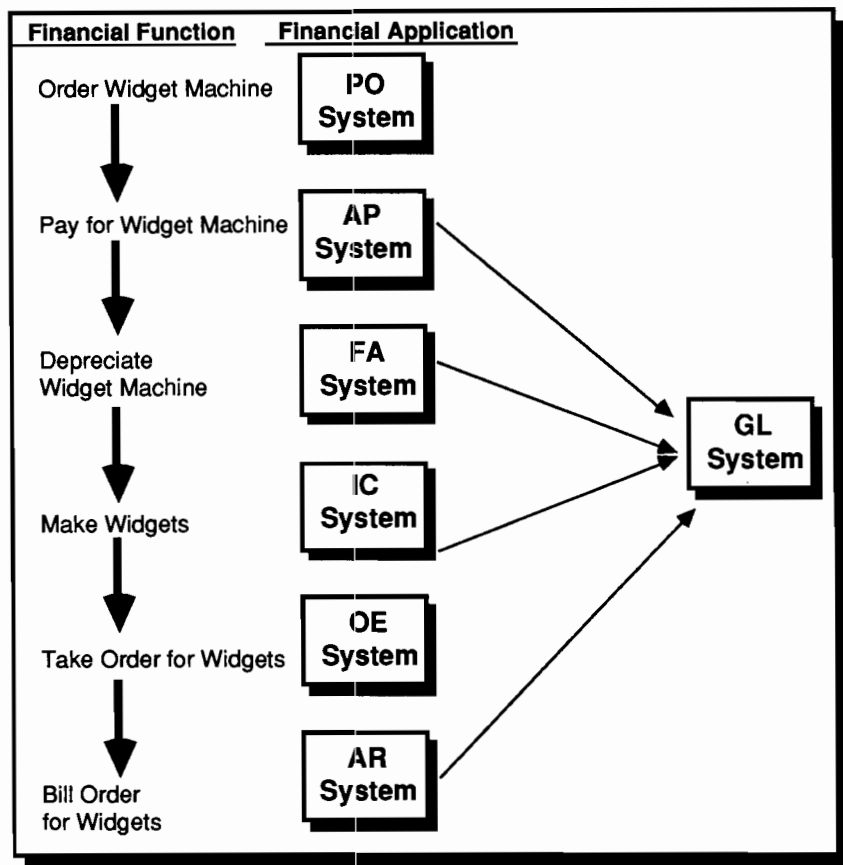 Financial Function Financial Application
Order Widget Machine
PO
System
Pay for Widget Machine
AP
System
Depreciate
Widget Machine
FA
System
GL
System
Make Widgets
IC
System
Take Order for Widgets
OE
System
Bill Order
for Widgets
AR
System